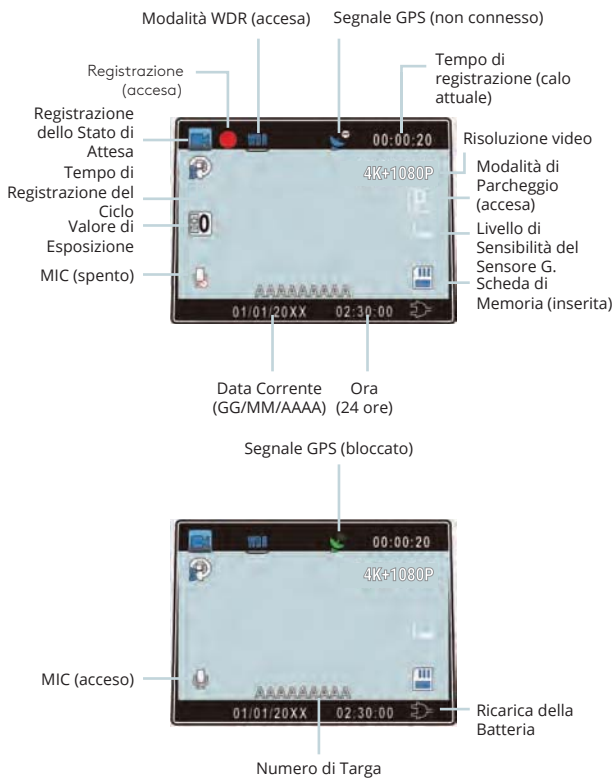 Modalità WDR (accesa)
Segnale GPS (non connesso)
Registrazione
(accesa)
Tempo di
registrazione (calo
attuale)
Registrazione
dello Stato di
Attesa
Tempo di
Registrazione del
Ciclo
Valore di
Esposizione
MIC (spento)
WDR
00:00:20
4K+1080P
P
0
AAAAAAAAA
01/01/20XX 02:30:00
Risoluzione video
Modalità di
Parcheggio
(accesa)
Livello di
Sensibilità del
Sensore G.
Scheda di
Memoria (inserita)
Data Corrente
(GG/MM/AAAA)
Ora
(24 ore)
Segnale GPS (bloccato)
WDR
00:00:20
4K+1080P
MIC (acceso)
AAAAAAAAA
01/01/20XX 02:30:00
Ricarica della
Batteria
Numero di Targa